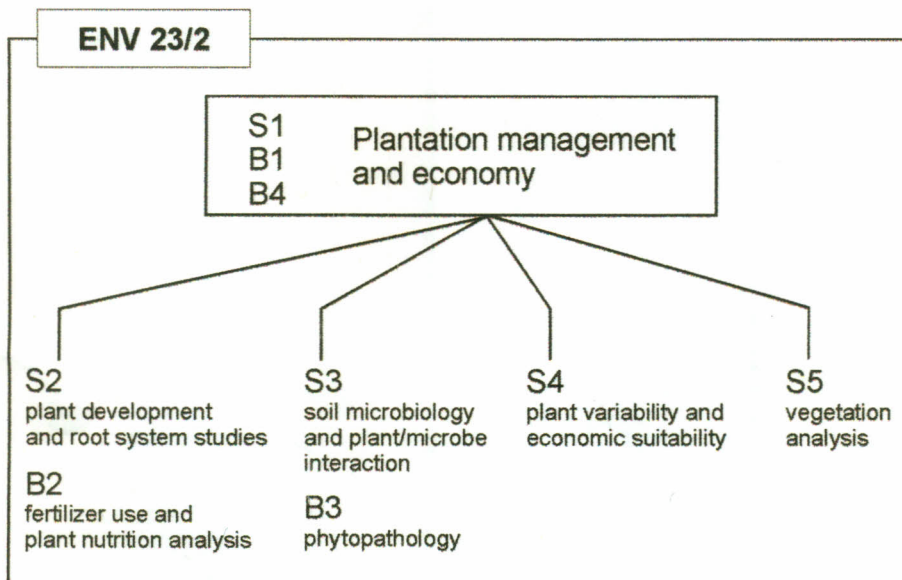 ENV 23/2
S1
B1
B4
Plantation management
and economy
S2
plant development
and root system studies
B2
fertilizer use and
plant nutrition analysis
S3
soil microbiology
and plant/microbe
interaction
B3
phytopathology
S4
plant variability and
economic suitability
S5
vegetation
analysis